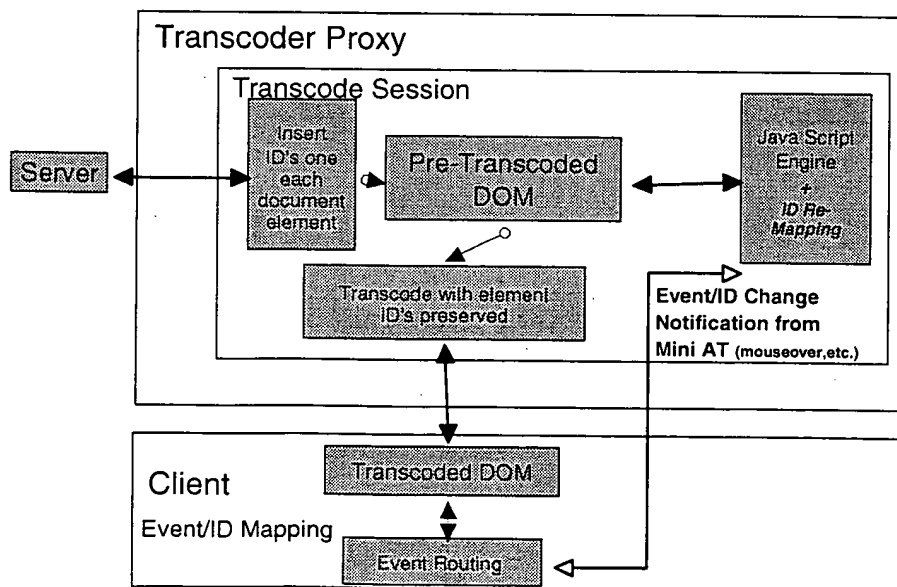 Transcoder Proxy
Transcode Session
Server
Insert
ID's one
each
document
element
Pre-Transcoded
DOM
Java Script
Engine
+
ID Re-
Mapping
Transcode with element
ID's preserved
Event/ID Change
Notification from
Mini AT (mouseover,etc.)
Client
Event/ID Mapping
Transcoded DOM
Event Routing